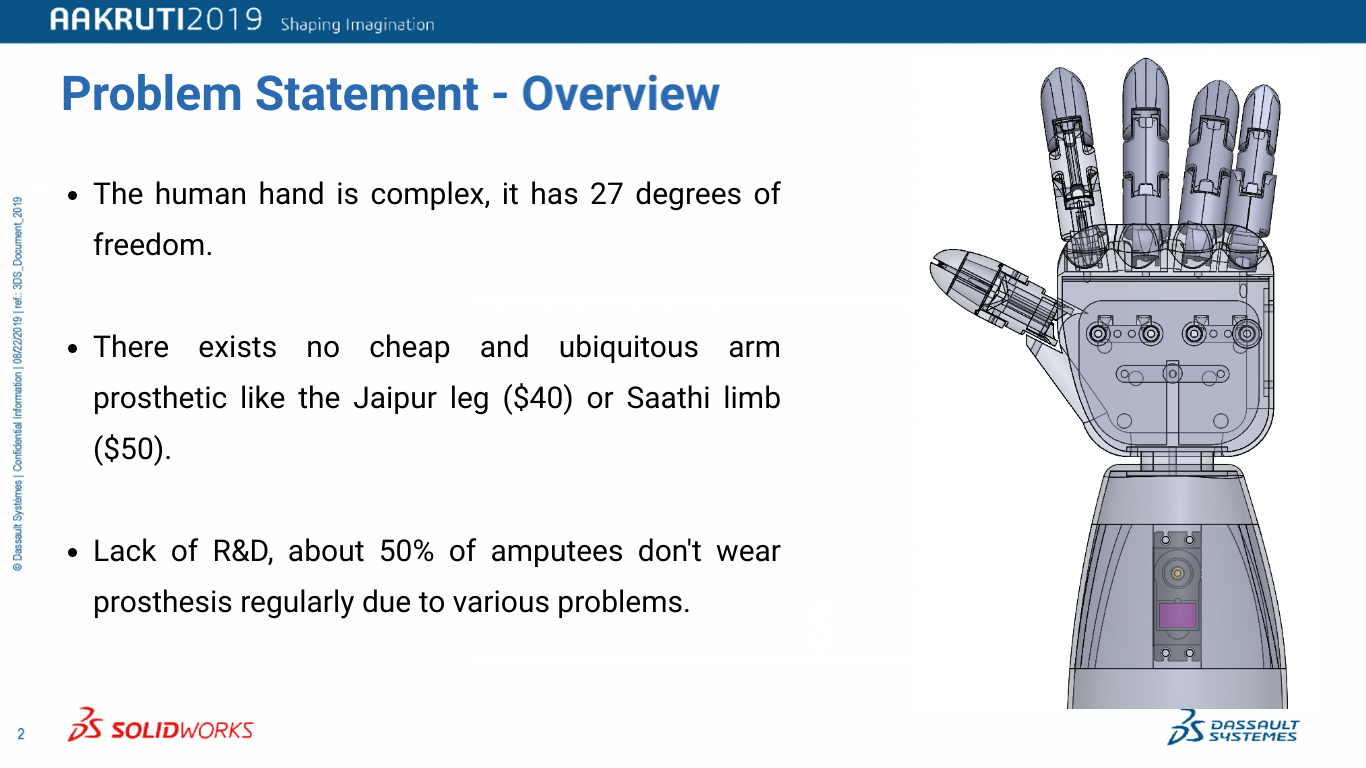 AAKRUTI2019 Shaping Imagination
Problem Statement - Overview
• The human hand is complex, it has 27 degrees of
freedom.
• There exists no cheap and ubiquitous arm
prosthetic like the Jaipur leg ($40) or Saathi limb
($50).
• Lack of R&D, about 50% of amputees don't wear
prosthesis regularly due to various problems.
© Dassault Systèmes | Confidential Information | 08/22/2019 | ref.: 3DS_Document_2019
2
SOLIDWORKS
DASSAULT
SYSTEMES